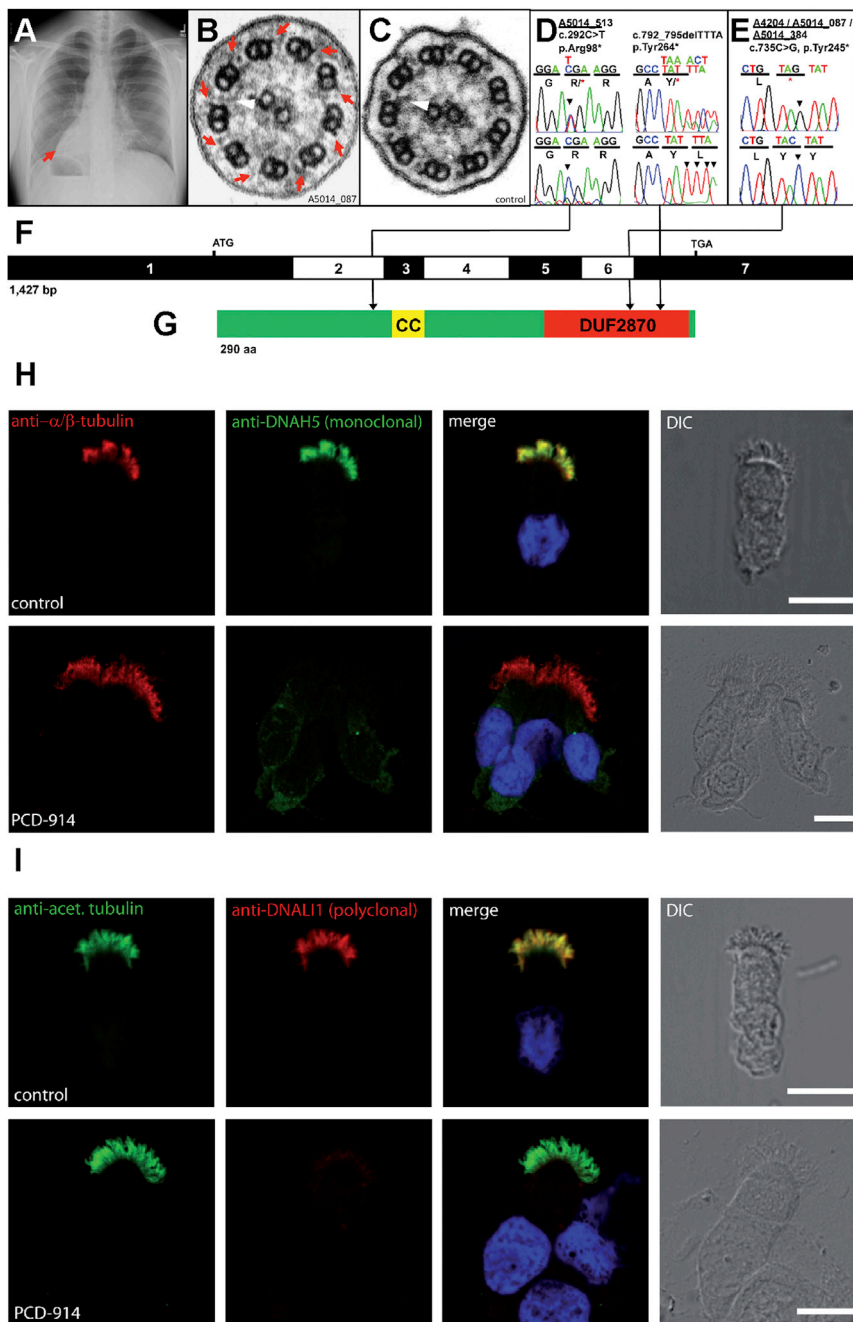 A
B
C
D
E
A5014_087
control
A5014_513
c.292C>T
p.Arg98*
T
GGA CGA AGG
G R/* R
GGA CGA AGG
G R R
c.792_795delTTTA
p.Tyr264*
TAA ACT
GCC TAT TTA
A Y/*
GCC TAT TTA
A Y L
A4204 / A5014_087 /
A5014_384
c.735C>G, p.Tyr245*
CTG TAG TAT
L *
CTG TAC TAT
L Y Y
F
ATG
TGA
1 2 3 4 5 6 7
1,427 bp
G
CC
DUF2870
290 aa
H
anti-α/β-tubulin
anti-DNAH5 (monoclonal)
merge
DIC
control
PCD-914
I
anti-acet. tubulin
anti-DNALI1 (polyclonal)
merge
DIC
control
PCD-914